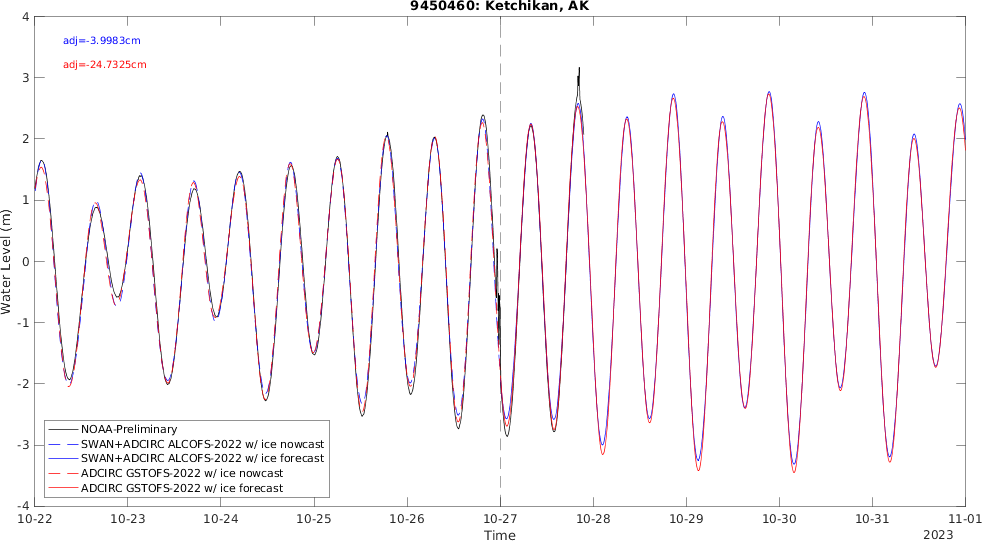 9450460: Ketchikan, AK
adj=-3.9983cm
adj=-24.7325cm
Water Level (m)
4
3
2
1
0
-1
-2
-3
-4
NOAA-Preliminary
SWAN+ADCIRC ALCOFS-2022 w/ ice nowcast
SWAN+ADCIRC ALCOFS-2022 w/ ice forecast
ADCIRC GSTOFS-2022 w/ ice nowcast
ADCIRC GSTOFS-2022 w/ ice forecast
10-22 10-23 10-24 10-25 10-26 10-27 10-28 10-29 10-30 10-31 11-01
Time
2023